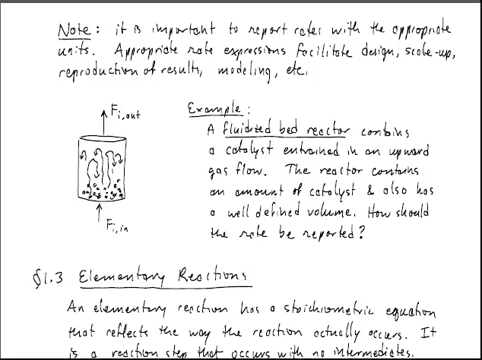 Note: it is important to report rates with the appropriate
units. Appropriate rate expressions facilitate design, scale-up,
reproduction of results, modeling, etc.
F i,out
Example:
A fluidized bed reactor contains
a catalyst entrained in an upward
gas flow. The reactor contains
an amount of catalyst & also has
a well defined volume. How should
the rate be reported?
F i,in
§1.3 Elementary Reactions
An elementary reaction has a stoichiometric equation
that reflects the way the reaction actually occurs. It
is a reaction step that occurs with no intermediates.